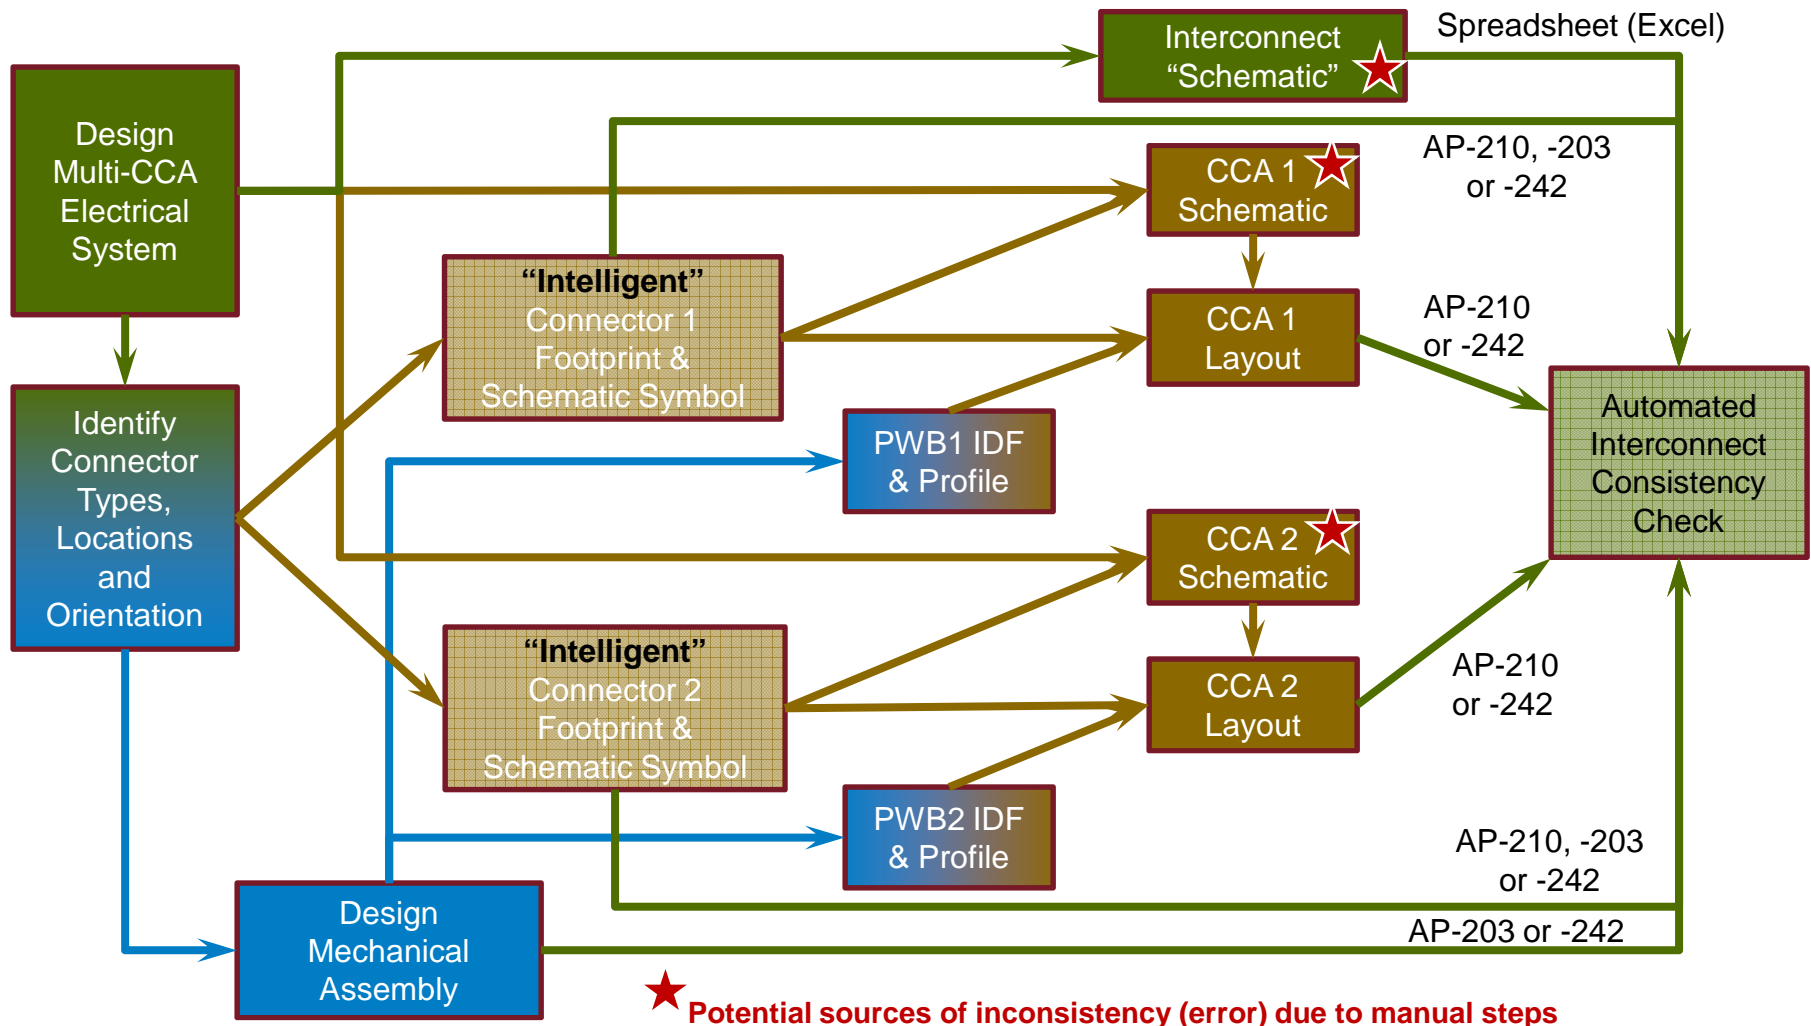 Spreadsheet (Excel)
Interconnect
“Schematic”
Design
Multi-CCA
Electrical
System
AP-210, -203
or -242
CCA 1
Schematic
“Intelligent”
Connector 1
Footprint &
Schematic Symbol
CCA 1
Layout
AP-210
or -242
Identify
Connector
Types,
Locations
and
Orientation
PWB1 IDF
& Profile
Automated
Interconnect
Consistency
Check
CCA 2
Schematic
“Intelligent”
Connector 2
Footprint &
Schematic Symbol
CCA 2
Layout
AP-210
or -242
PWB2 IDF
& Profile
AP-210, -203
or -242
Design
Mechanical
Assembly
AP-203 or -242
Potential sources of inconsistency (error) due to manual steps